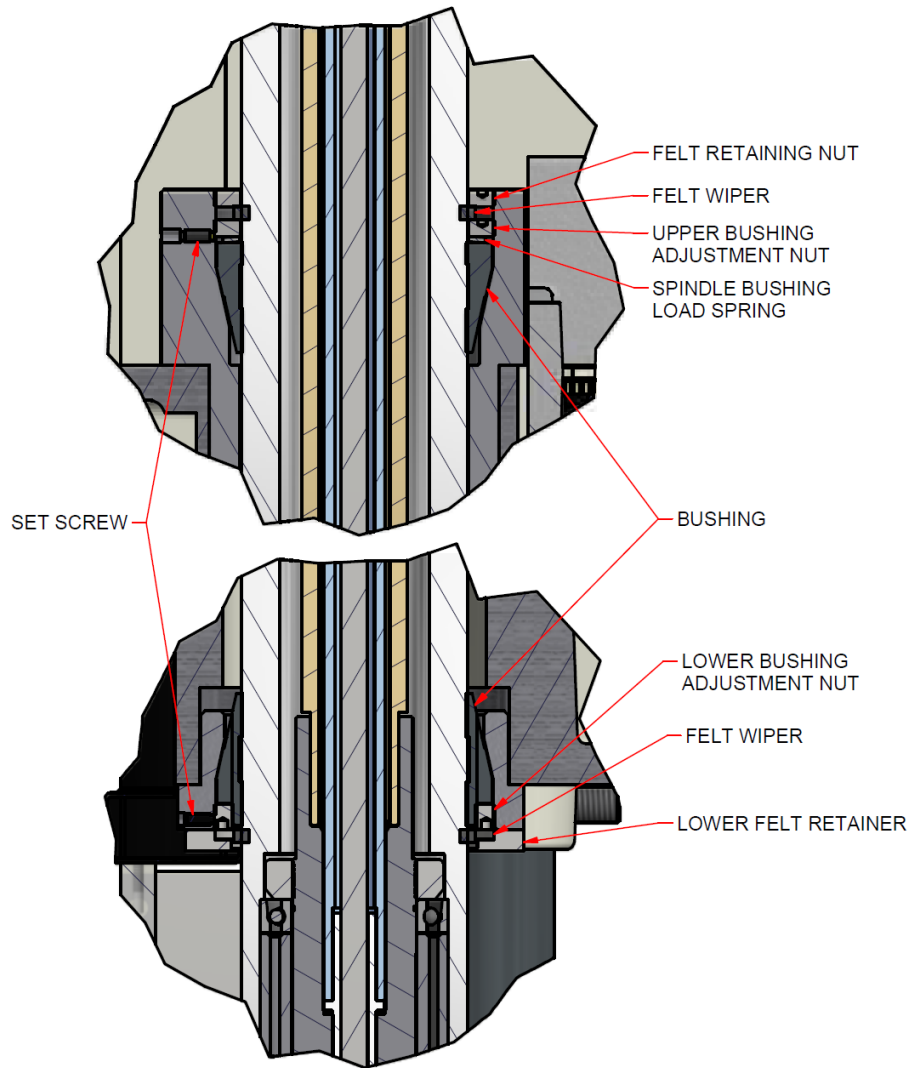 FELT RETAINING NUT
FELT WIPER
UPPER BUSHING
ADJUSTMENT NUT
SPINDLE BUSHING
LOAD SPRING
SET SCREW
BUSHING
LOWER BUSHING
ADJUSTMENT NUT
FELT WIPER
LOWER FELT RETAINER